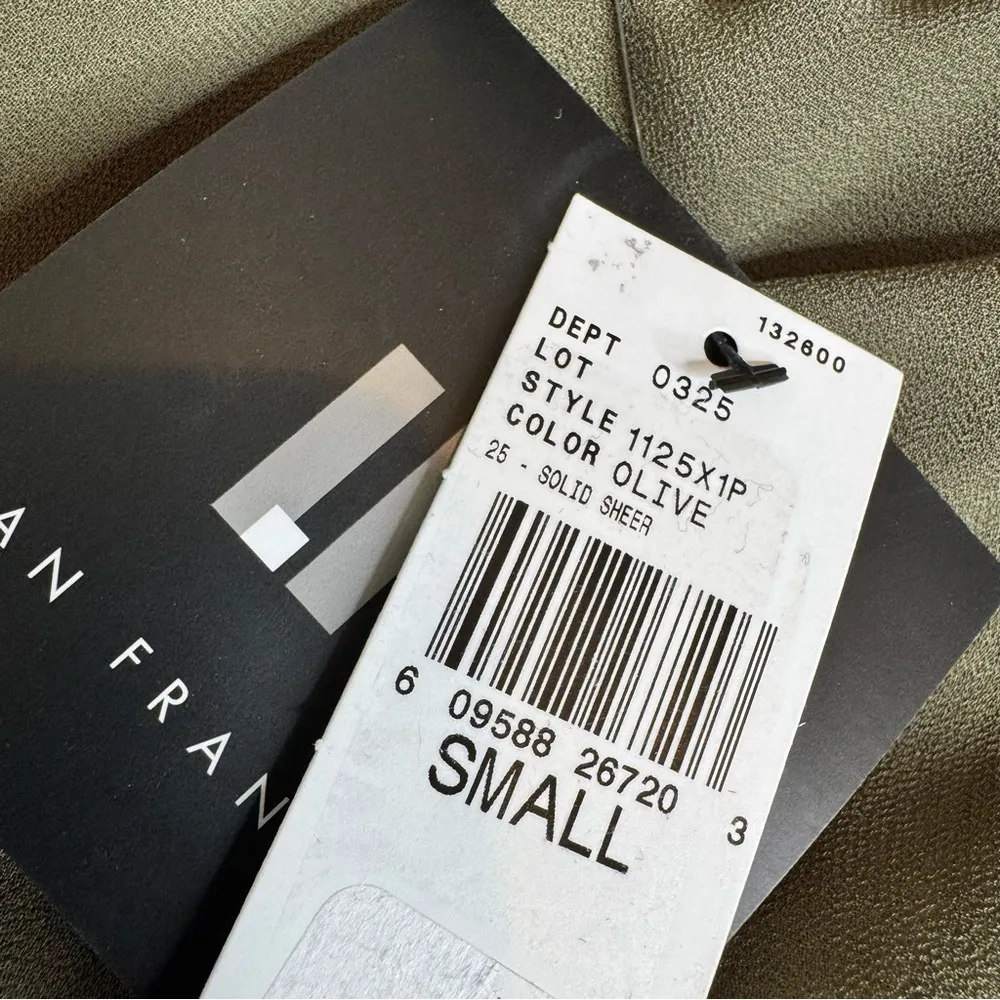 AN FRAN
132600
DEPT
LOT 0325
STYLE 1125X1P
COLOR OLIVE
25 - SOLID SHEER
6 09588 26720 3
SMALL